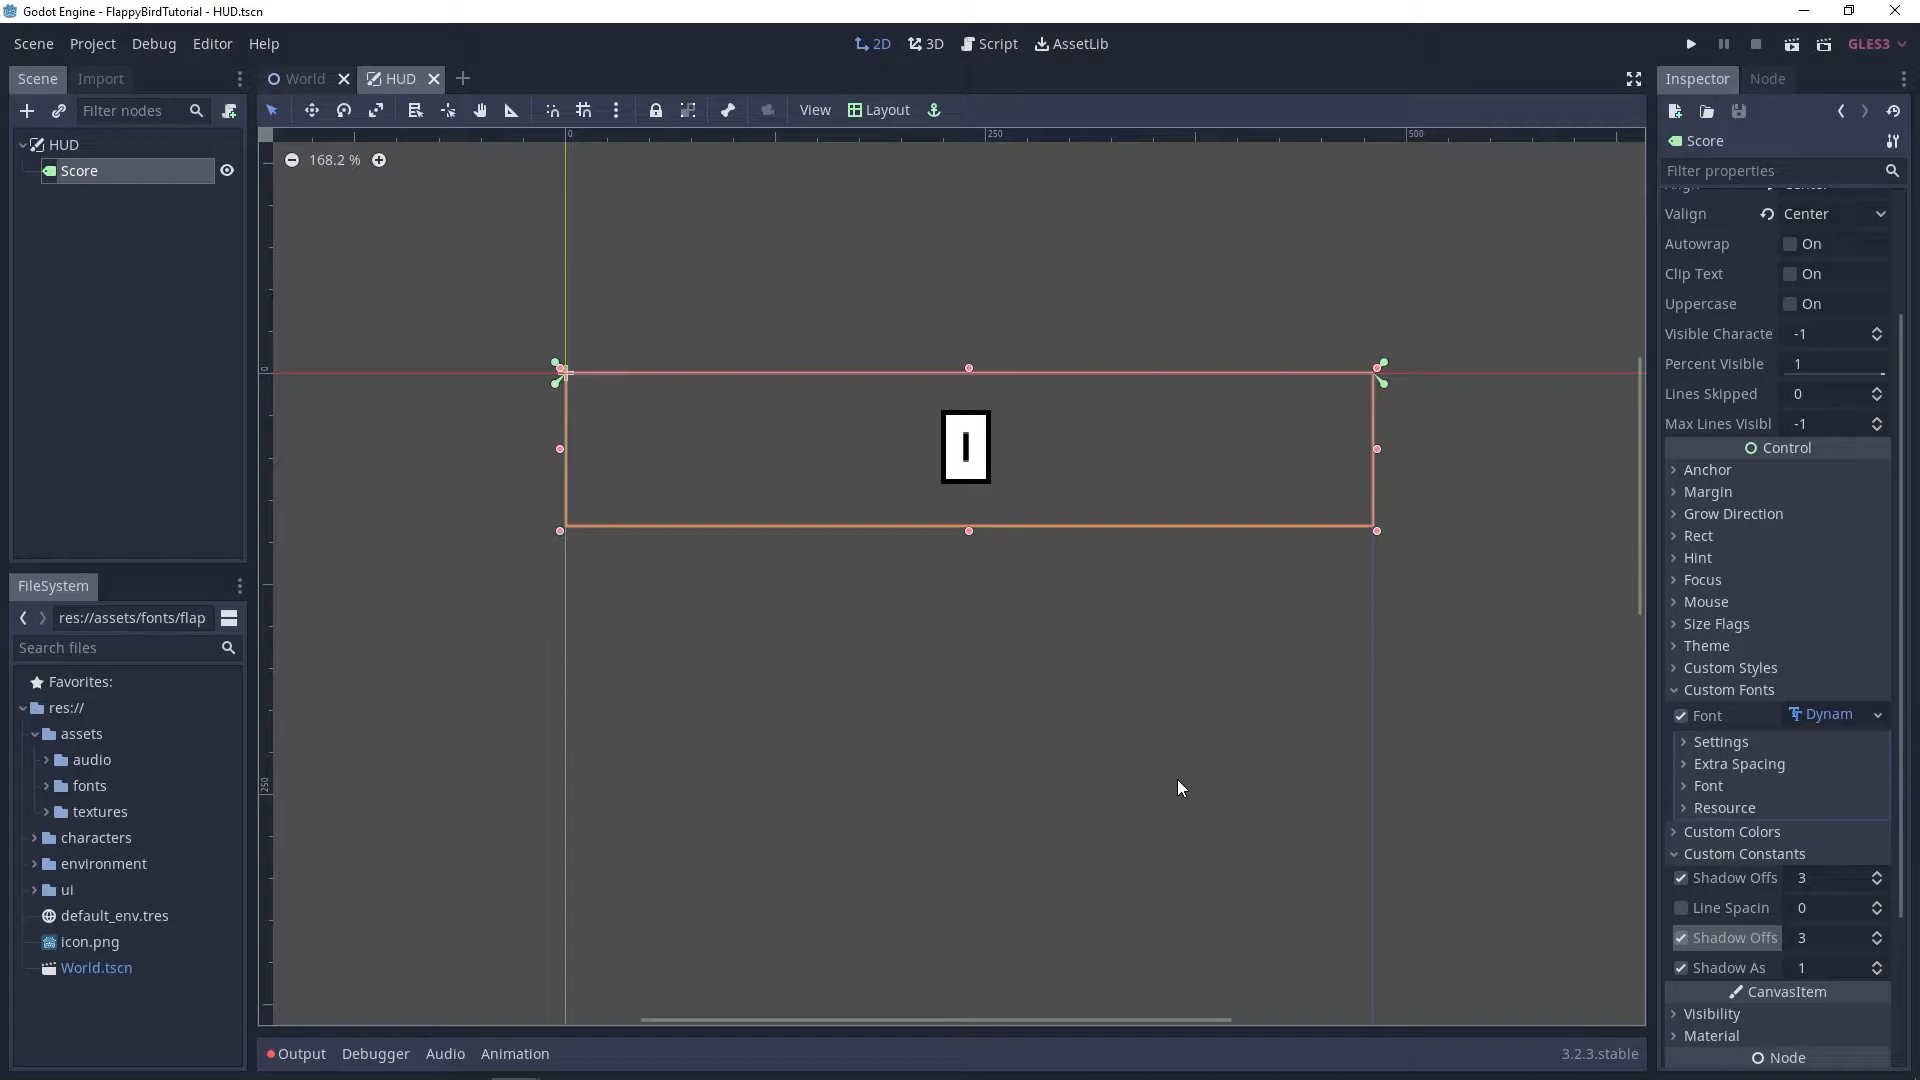 Godot Engine - FlappyBirdTutorial - HUD.tscn
Scene Project Debug Editor Help
2D 3D Script AssetLib
GLES3
Scene Import
World HUD
Inspector Node
Filter nodes
View Layout
HUD
Score
168.2 %
0 250 500
0
250
Score
Filter properties
Valign Center
Autowrap On
Clip Text On
Uppercase On
Visible Characte -1
Percent Visible 1
Lines Skipped 0
Max Lines Visibl -1
Control
Anchor
Margin
Grow Direction
Rect
Hint
Focus
Mouse
Size Flags
Theme
Custom Styles
Custom Fonts
Font Dynam
Settings
Extra Spacing
Font
Resource
Custom Colors
Custom Constants
Shadow Offs 3
Line Spacin 0
Shadow Offs 3
Shadow As 1
CanvasItem
Visibility
Material
Node
FileSystem
res://assets/fonts/flap
Search files
Favorites:
res://
assets
audio
fonts
textures
characters
environment
ui
default_env.tres
icon.png
World.tscn
Output Debugger Audio Animation
3.2.3.stable